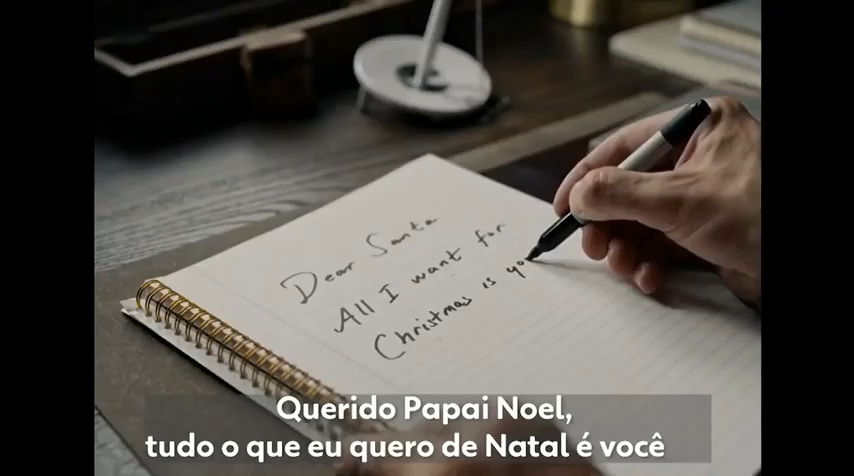 Dear Santa
All I want for
Christmas is yo
Querido Papai Noel,
tudo o que eu quero de Natal é você